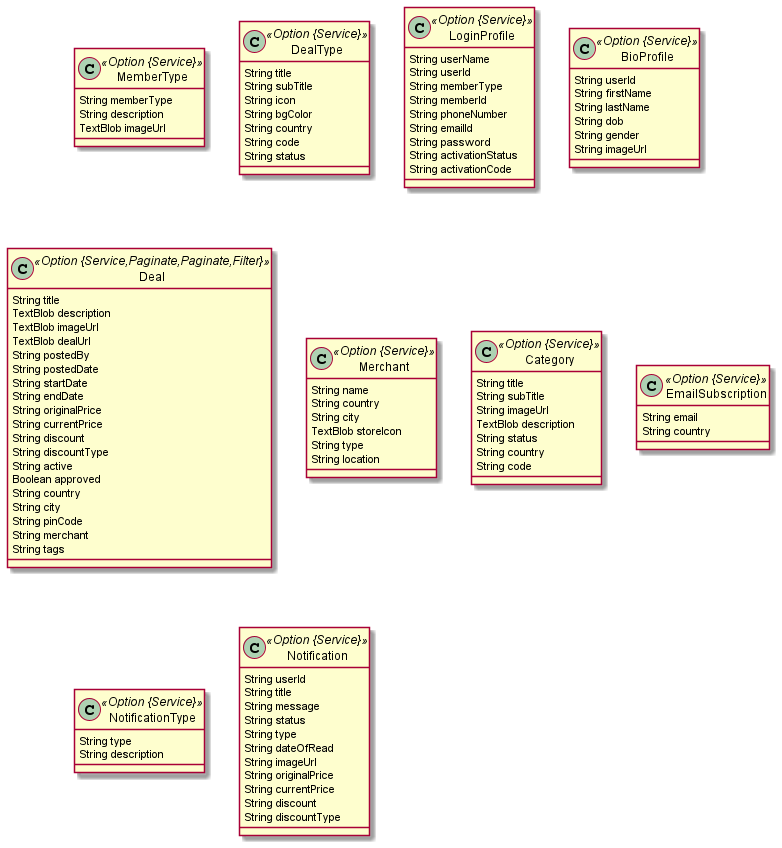 C «Option {Service}»
MemberType
String memberType
String description
TextBlob imageUrl
C «Option {Service}»
DealType
String title
String subTitle
String icon
String bgColor
String country
String code
String status
C «Option {Service}»
LoginProfile
String userName
String userId
String memberType
String memberId
String phoneNumber
String emailId
String password
String activationStatus
String activationCode
C «Option {Service}»
BioProfile
String userId
String firstName
String lastName
String dob
String gender
String imageUrl
C «Option {Service,Paginate,Paginate,Filter}»
Deal
String title
TextBlob description
TextBlob imageUrl
TextBlob dealUrl
String postedBy
String postedDate
String startDate
String endDate
String originalPrice
String currentPrice
String discount
String discountType
String active
Boolean approved
String country
String city
String pinCode
String merchant
String tags
C «Option {Service}»
Merchant
String name
String country
String city
TextBlob storeIcon
String type
String location
C «Option {Service}»
Category
String title
String subTitle
String imageUrl
TextBlob description
String status
String country
String code
C «Option {Service}»
EmailSubscription
String email
String country
C «Option {Service}»
NotificationType
String type
String description
C «Option {Service}»
Notification
String userId
String title
String message
String status
String type
String dateOfRead
String imageUrl
String originalPrice
String currentPrice
String discount
String discountType